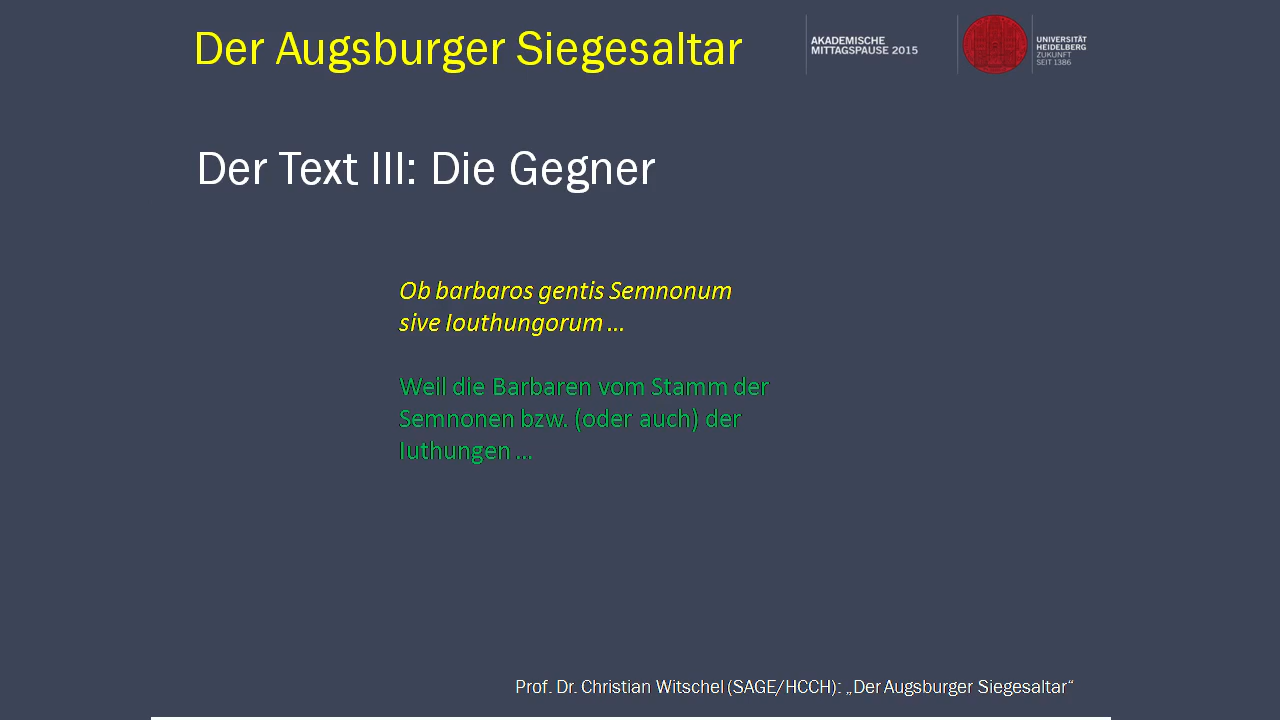 Der Augsburger Siegesaltar
AKADEMISCHE
MITTAGSPAUSE 2015
UNIVERSITÄT
HEIDELBERG
ZUKUNFT
SEIT 1386
Der Text III: Die Gegner
Ob barbaros gentis Semnonum
sive Iouthungorum ...
Weil die Barbaren vom Stamm der
Semnonen bzw. (oder auch) der
Iuthungen ...
Prof. Dr. Christian Witschel (SAGE/HCCH): „Der Augsburger Siegesaltar“